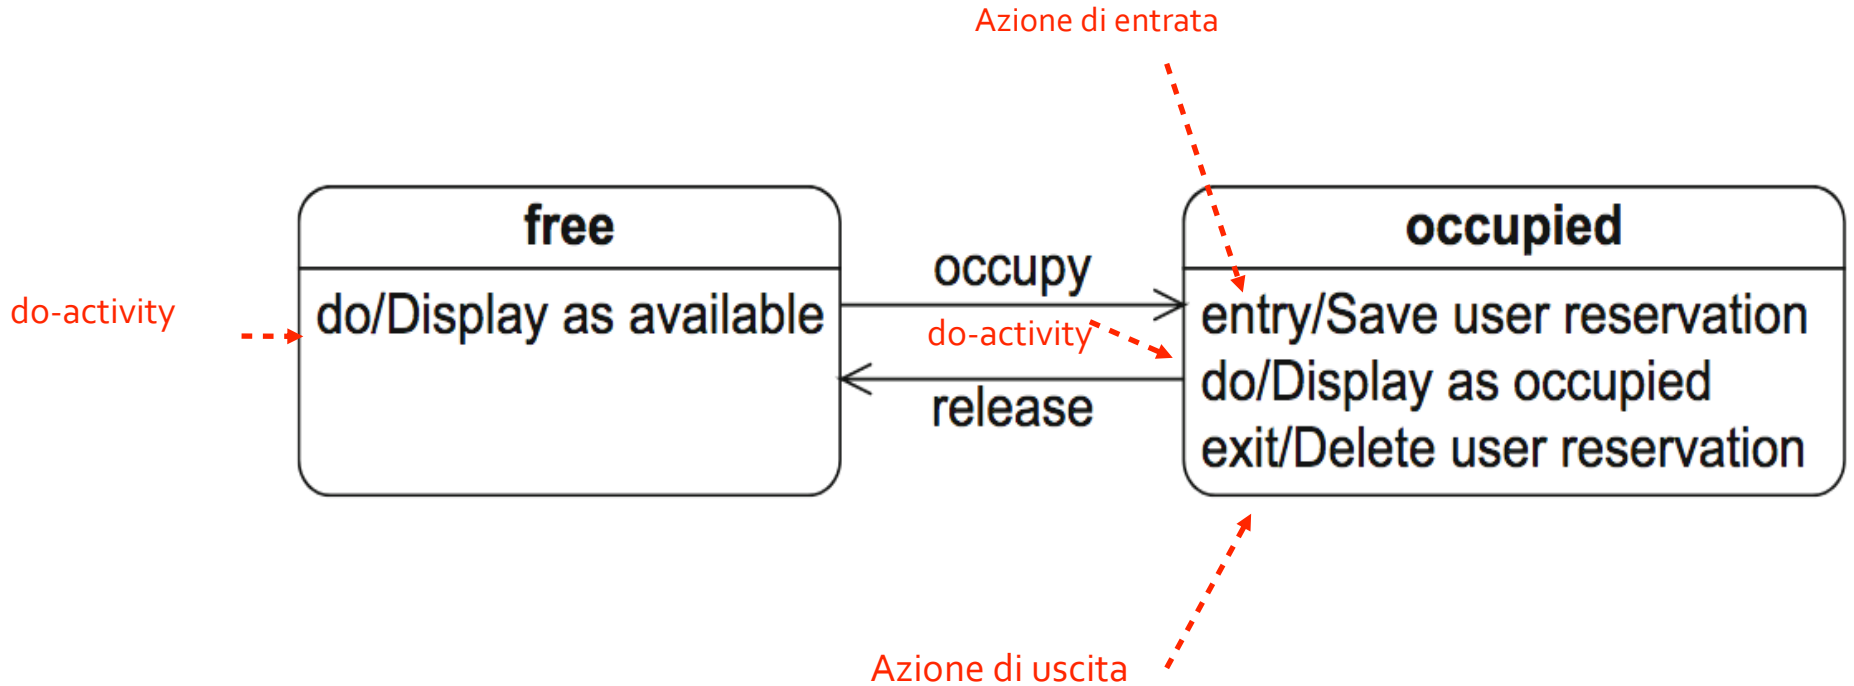 Azione di entrata
free
occupied
occupy
do-activity
do/Display as available
entry/Save user reservation
do-activity
do/Display as occupied
release
exit/Delete user reservation
Azione di uscita